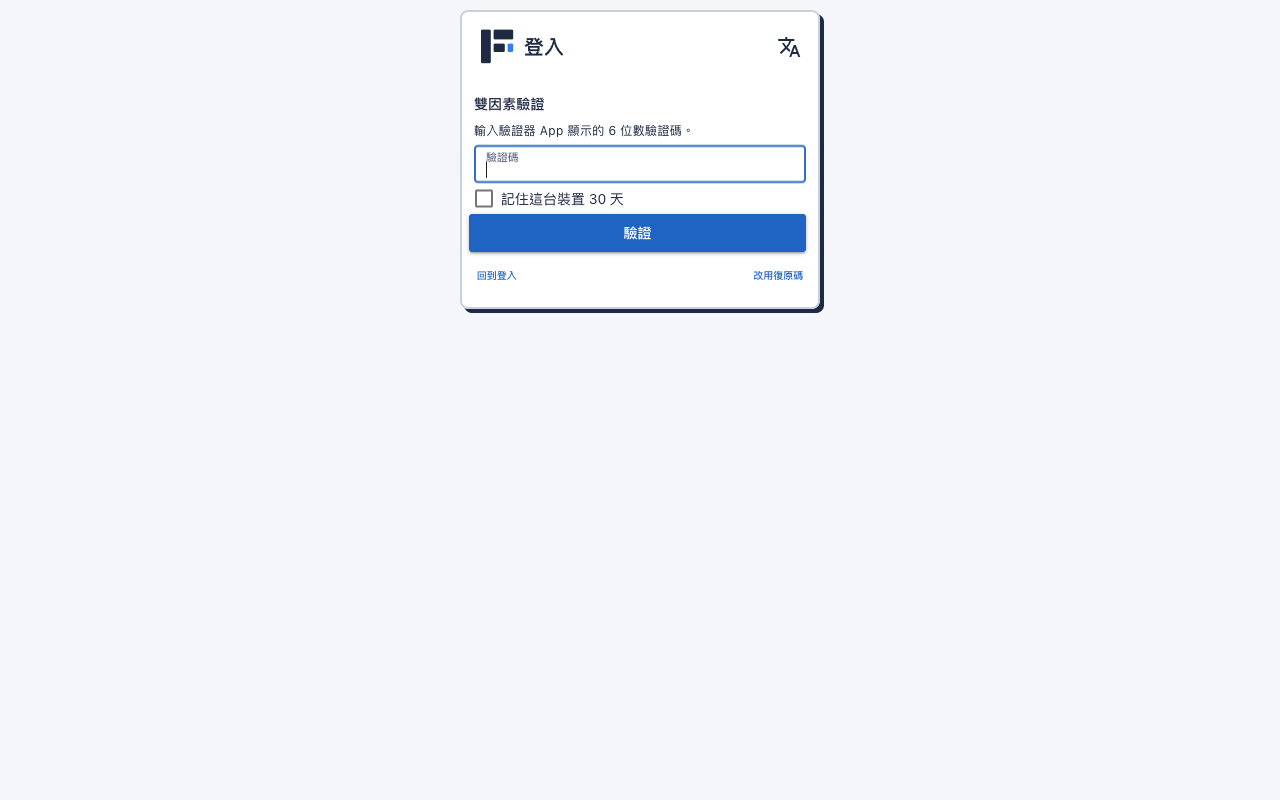 登入
雙因素驗證
輸入驗證器 App 顯示的 6 位數驗證碼。
驗證碼
記住這台裝置 30 天
驗證
回到登入
改用復原碼